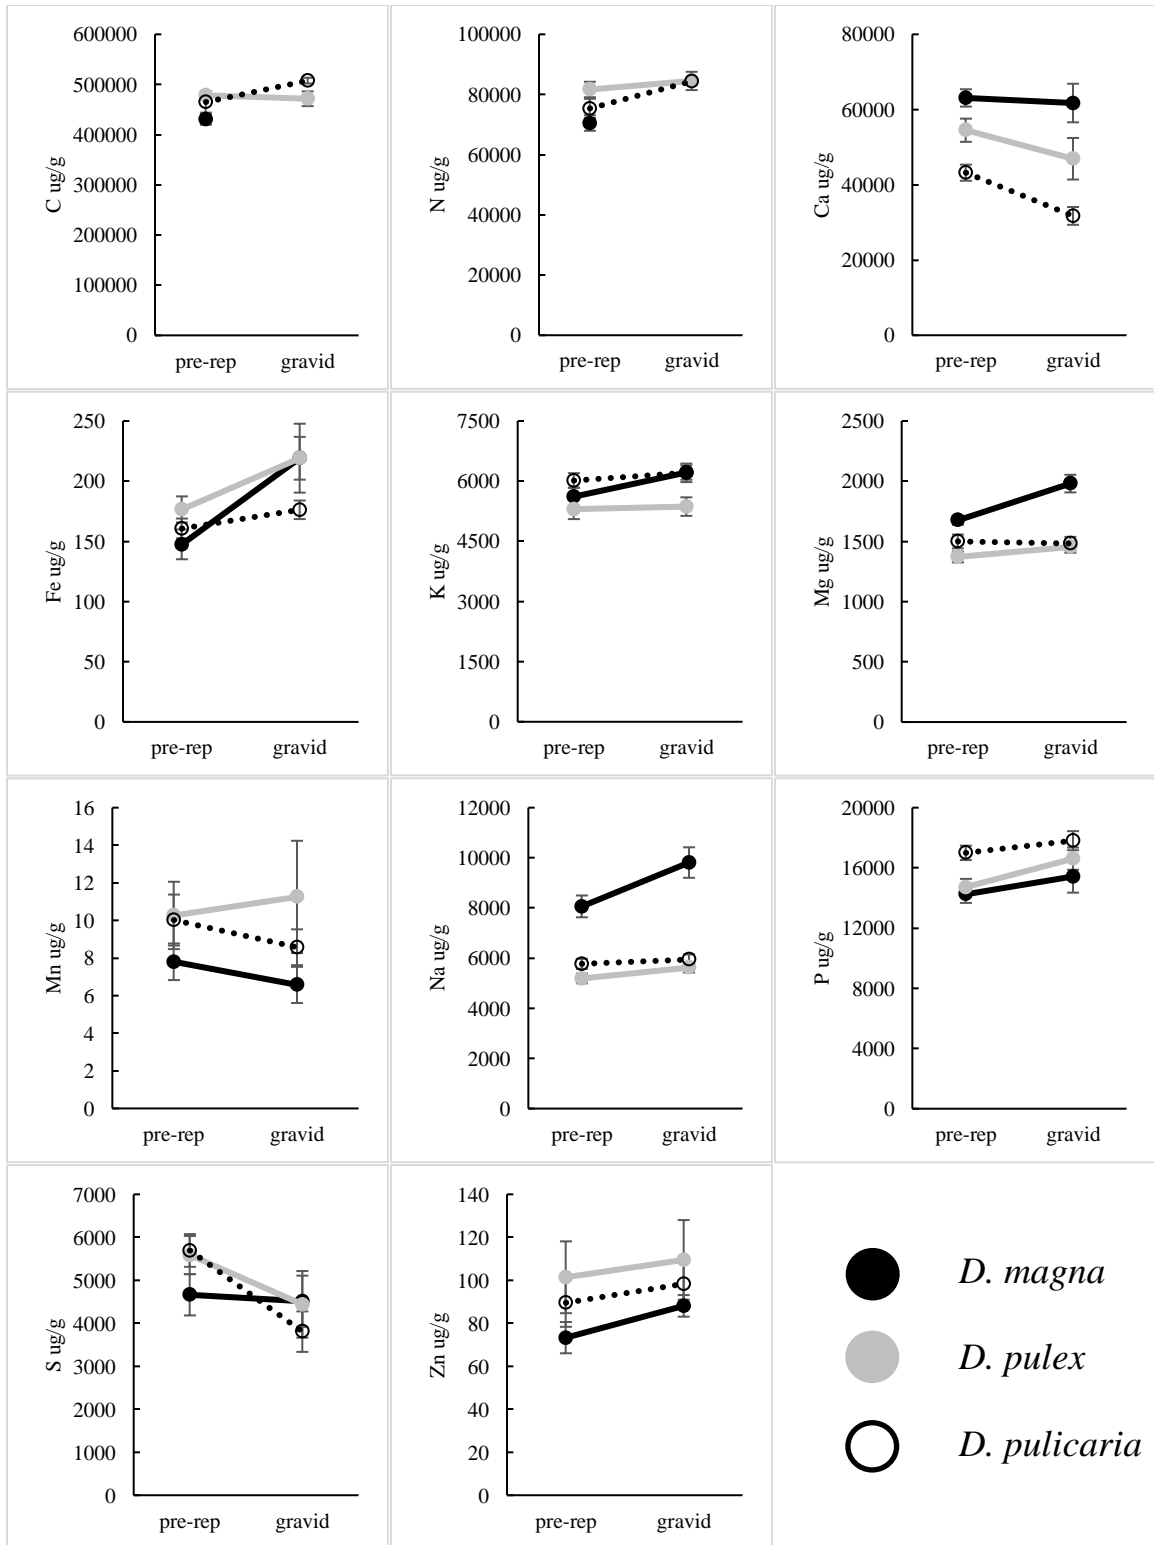 600000
500000
400000
300000
200000
100000
0
C ug/g
pre-rep gravid
100000
80000
60000
40000
20000
0
N ug/g
pre-rep gravid
80000
60000
40000
20000
0
Ca ug/g
pre-rep gravid
250
200
150
100
50
0
Fe ug/g
pre-rep gravid
7500
6000
4500
3000
1500
0
K ug/g
pre-rep gravid
2500
2000
1500
1000
500
0
Mg ug/g
pre-rep gravid
16
14
12
10
8
6
4
2
0
Mn ug/g
pre-rep gravid
12000
10000
8000
6000
4000
2000
0
Na ug/g
pre-rep gravid
20000
16000
12000
8000
4000
0
P ug/g
pre-rep gravid
7000
6000
5000
4000
3000
2000
1000
0
S ug/g
pre-rep gravid
140
120
100
80
60
40
20
0
Zn ug/g
pre-rep gravid
D. magna
D. pulex
D. pulicaria